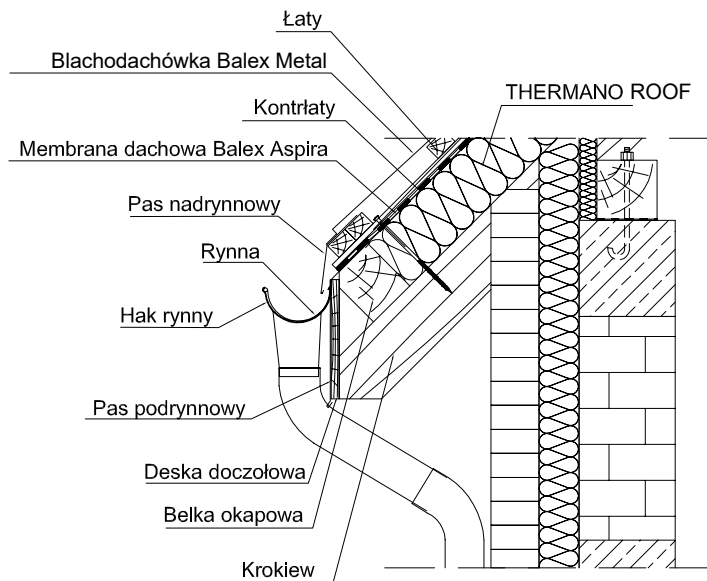 Łaty
Blachodachówka Balex Metal
THERMANO ROOF
Kontrłaty
Membrana dachowa Balex Aspira
Pas nadrynnowy
Rynna
Hak rynny
Pas podrynnowy
Deska doczołowa
Belka okapowa
Krokiew